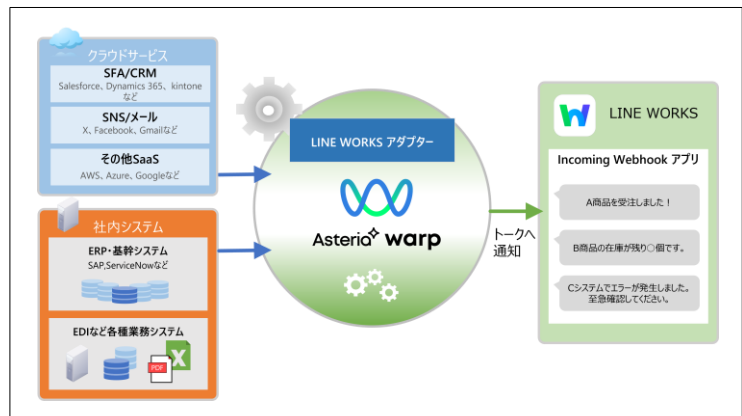 クラウドサービス
SFA/CRM
Salesforce、Dynamics 365、kintone
など
SNS/メール
X、Facebook、Gmailなど
その他SaaS
AWS、Azure、Googleなど
社内システム
ERP・基幹システム
SAP,ServiceNowなど
EDIなど各種業務システム
PDF
X
LINE WORKS アダプター
Asteria warp
トークへ
通知
LINE WORKS
Incoming Webhook アプリ
A商品を受注しました！
B商品の在庫が残り○個です。
Cシステムでエラーが発生しました。
至急確認してください。